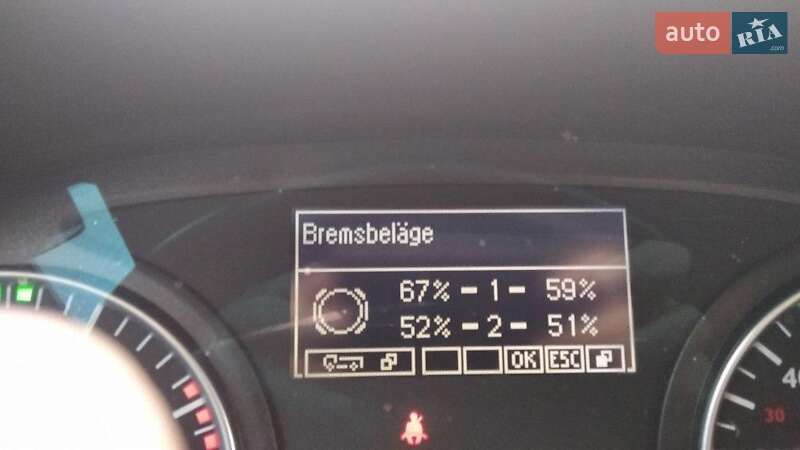 auto RIA.com
Bremsbeläge
67% - 1 - 59%
52% - 2 - 51%
OK ESC
40
30